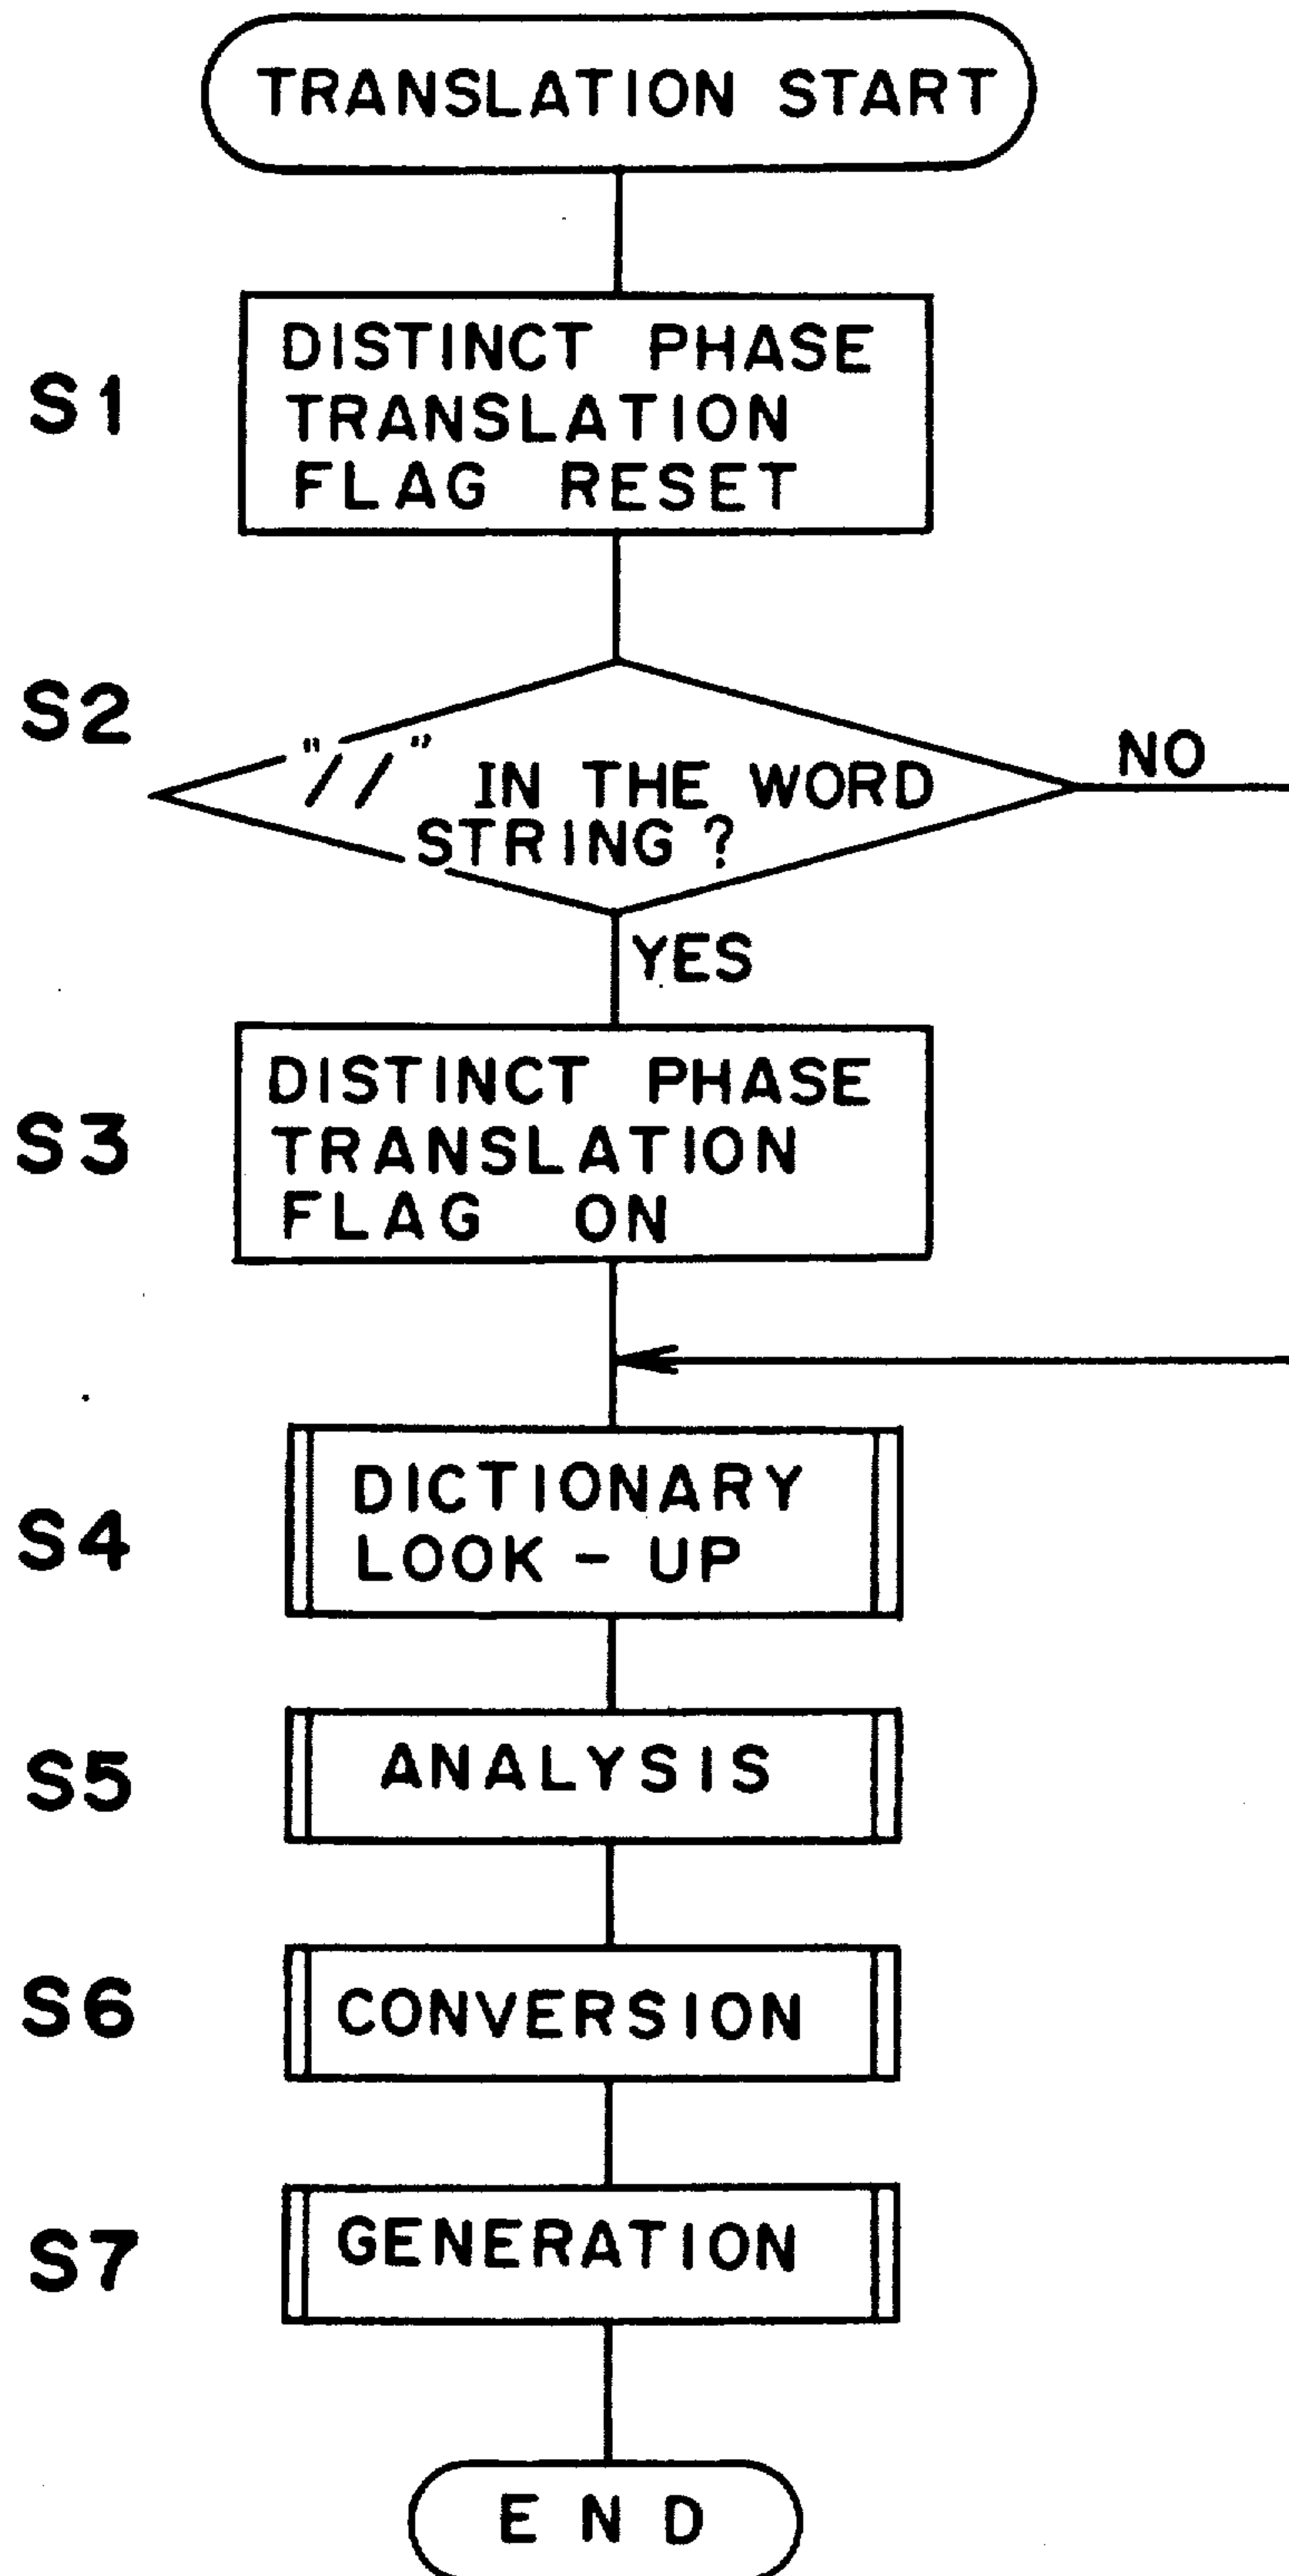 TRANSLATION START
S1
DISTINCT PHASE
TRANSLATION
FLAG RESET
S2
"//" IN THE WORD
STRING ?
NO
YES
S3
DISTINCT PHASE
TRANSLATION
FLAG ON
S4
DICTIONARY
LOOK - UP
S5
ANALYSIS
S6
CONVERSION
S7
GENERATION
END